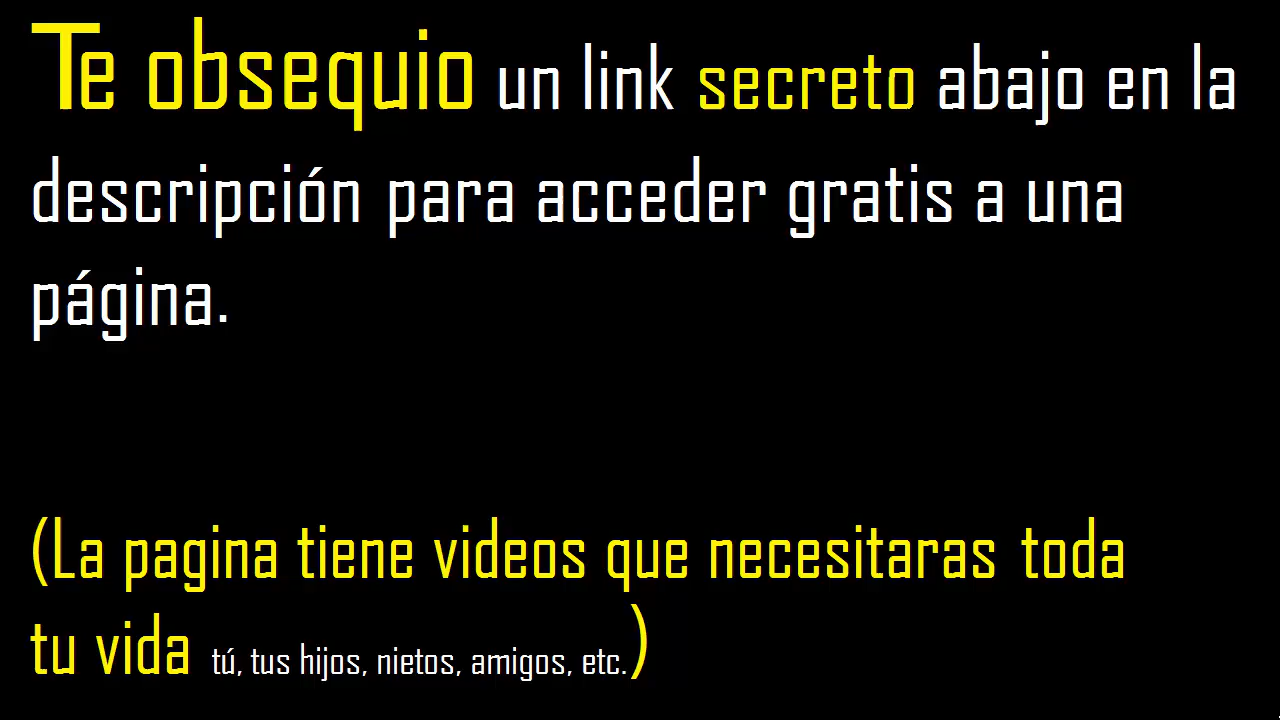 Te obsequio un link secreto abajo en la
descripción para acceder gratis a una
página.
(La pagina tiene videos que necesitaras toda
tu vida tú, tus hijos, nietos, amigos, etc.)